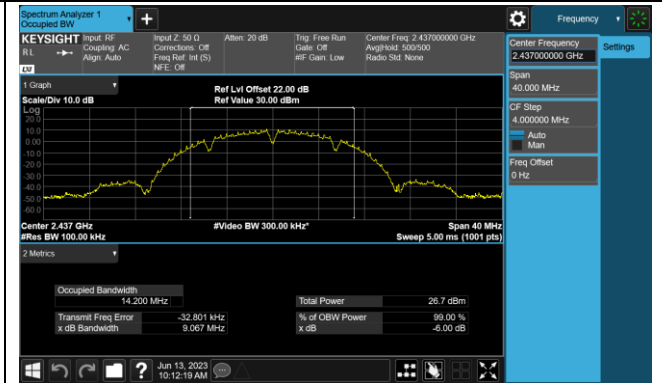 Spectrum Analyzer 1
Occupied BW
Frequency
KEYSIGHT
Input: RF
Coupling: AC
Align: Auto
Input Z: 50 Ω
Corrections: Off
Freq Ref: Int (S)
NFE: Off
Atten: 20 dB
Trig: Free Run
Gate: Off
#IF Gain: Low
Center Freq: 2.437000000 GHz
Avg|Hold: 500/500
Radio Std: None
RL
LXI
Center Frequency
2.437000000 GHz
Settings
Span
40.000 MHz
CF Step
4.000000 MHz
Auto
Man
Freq Offset
0 Hz
1 Graph
Scale/Div 10.0 dB
Ref Lvl Offset 22.00 dB
Ref Value 30.00 dBm
Log
20.0
10.0
0.00
-10.0
-20.0
-30.0
-40.0
-50.0
-60.0
Center 2.437 GHz
#Res BW 100.00 kHz
#Video BW 300.00 kHz*
Span 40 MHz
Sweep 5.00 ms (1001 pts)
2 Metrics
Occupied Bandwidth
14.200 MHz
Total Power 26.7 dBm
Transmit Freq Error -32.801 kHz
% of OBW Power 99.00 %
x dB Bandwidth 9.067 MHz
x dB -6.00 dB
?
Jun 13, 2023
10:12:19 AM